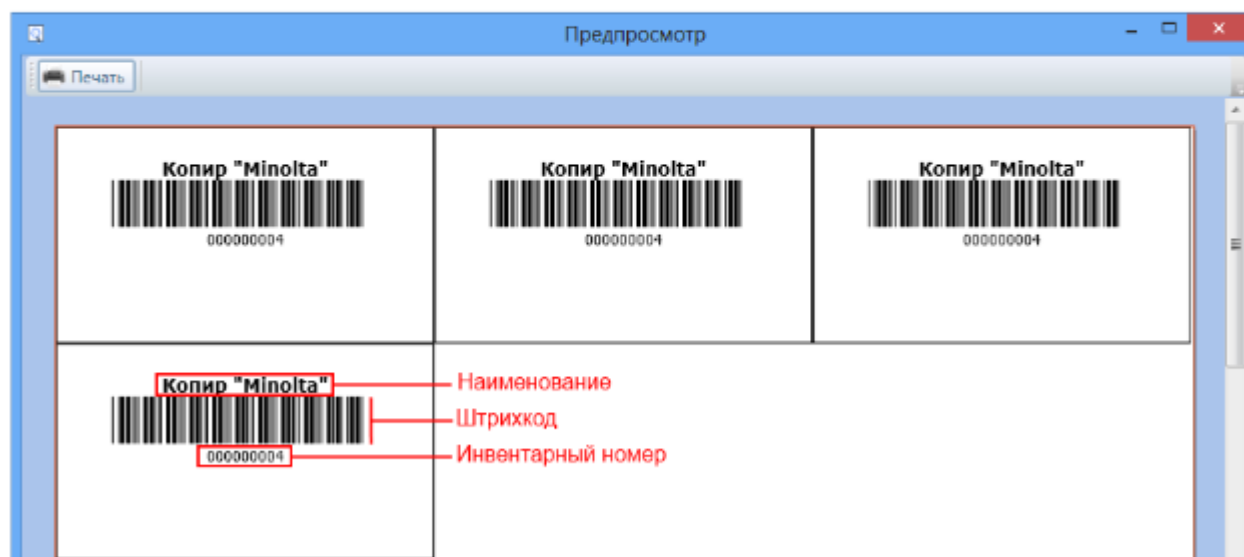 Предпросмотр
Печать
Копир "Minolta"
000000004
Копир "Minolta"
000000004
Копир "Minolta"
000000004
Копир "Minolta"
000000004
Наименование
Штрихкод
Инвентарный номер